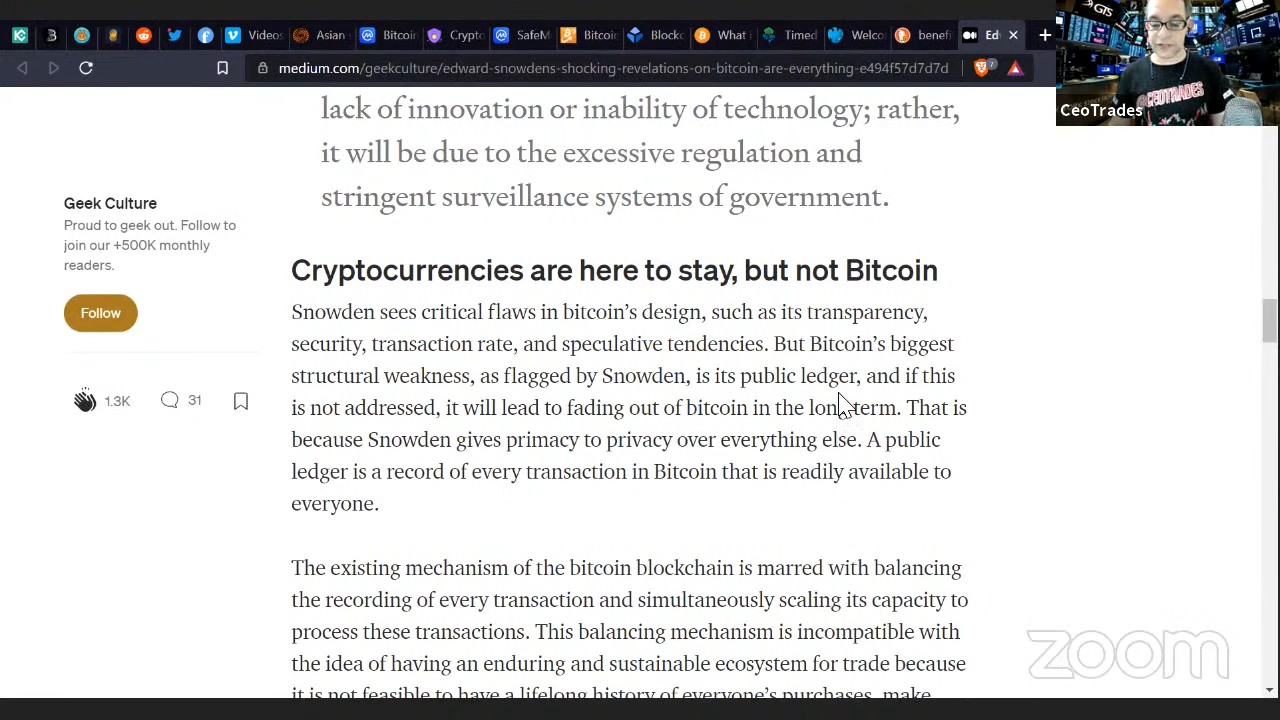 Videos
Asian
Bitcoin
Crypto
SafeM
Bitcoin
Blocko
What i
Timed
Welco
benefi
Ed
medium.com/geekculture/edward-snowdens-shocking-revelations-on-bitcoin-are-everything-e494f57d7d7d
7
GTS
CEOTRADES
CeoTrades
lack of innovation or inability of technology; rather,
it will be due to the excessive regulation and
stringent surveillance systems of government.
Geek Culture
Proud to geek out. Follow to
join our +500K monthly
readers.
Follow
1.3K
31
Cryptocurrencies are here to stay, but not Bitcoin
Snowden sees critical flaws in bitcoin’s design, such as its transparency,
security, transaction rate, and speculative tendencies. But Bitcoin’s biggest
structural weakness, as flagged by Snowden, is its public ledger, and if this
is not addressed, it will lead to fading out of bitcoin in the long term. That is
because Snowden gives primacy to privacy over everything else. A public
ledger is a record of every transaction in Bitcoin that is readily available to
everyone.
The existing mechanism of the bitcoin blockchain is marred with balancing
the recording of every transaction and simultaneously scaling its capacity to
process these transactions. This balancing mechanism is incompatible with
the idea of having an enduring and sustainable ecosystem for trade because
it is not feasible to have a lifelong history of everyone’s purchases, make
zoom